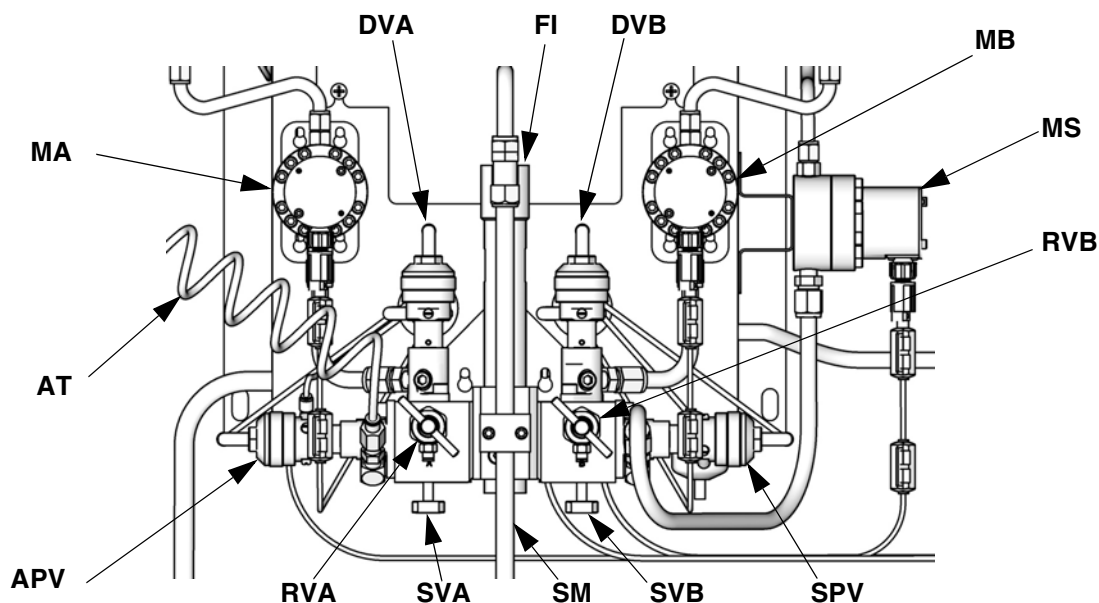 DVA FI DVB
MB
MA
MS
RVB
AT
APV
RVA SVA SM SVB SPV